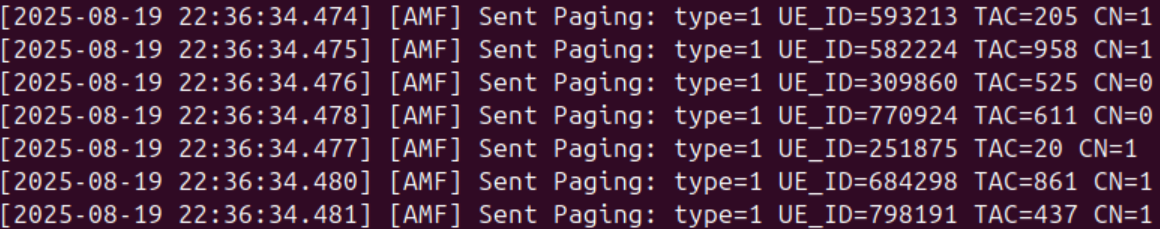 [2025-08-19 22:36:34.474] [AMF] Sent Paging: type=1 UE_ID=593213 TAC=205 CN=1
[2025-08-19 22:36:34.475] [AMF] Sent Paging: type=1 UE_ID=582224 TAC=958 CN=1
[2025-08-19 22:36:34.476] [AMF] Sent Paging: type=1 UE_ID=309860 TAC=525 CN=0
[2025-08-19 22:36:34.478] [AMF] Sent Paging: type=1 UE_ID=770924 TAC=611 CN=0
[2025-08-19 22:36:34.477] [AMF] Sent Paging: type=1 UE_ID=251875 TAC=20 CN=1
[2025-08-19 22:36:34.480] [AMF] Sent Paging: type=1 UE_ID=684298 TAC=861 CN=1
[2025-08-19 22:36:34.481] [AMF] Sent Paging: type=1 UE_ID=798191 TAC=437 CN=1